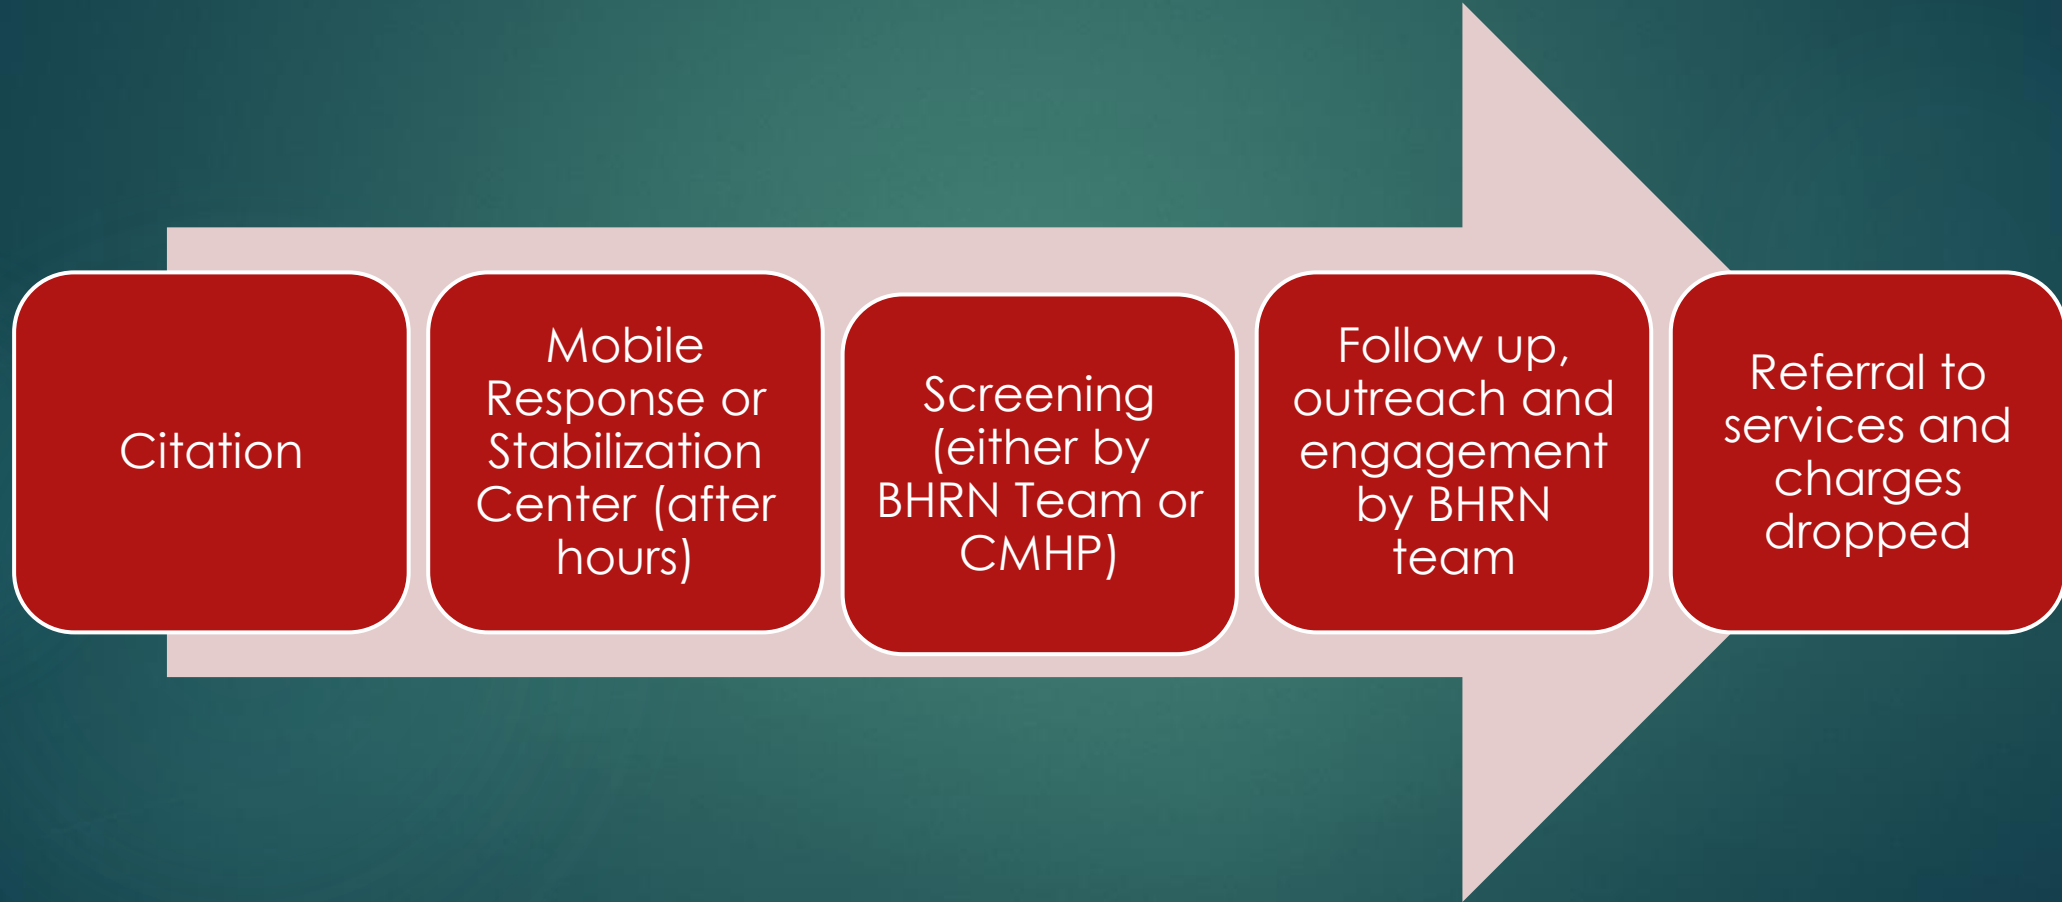 Citation
Mobile
Response or
Stabilization
Center (after
hours)
Screening
(either by
BHRN Team or
CMHP)
Follow up,
outreach and
engagement
by BHRN
team
Referral to
services and
charges
dropped